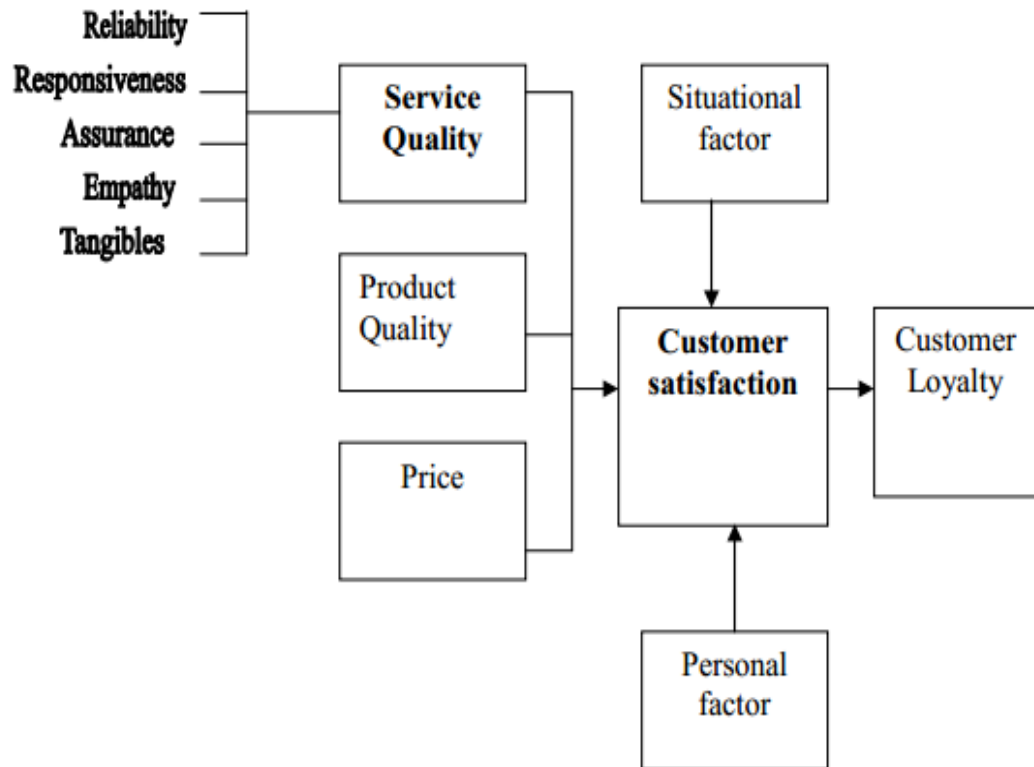 Reliability
Responsiveness
Assurance
Empathy
Tangibles
Service
Quality
Situational
factor
Product
Quality
Customer
satisfaction
Customer
Loyalty
Price
Personal
factor